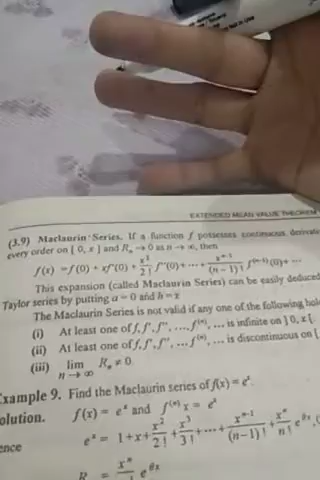 EXTENDED MEAN VALUE THEOREM
(3.9) Maclaurin Series. If a function f possesses continuous
every order on [ 0, x ] and Rₙ → 0 as n → ∞, then
f(x) = f(0) + xf'(0) + x²/2! f''(0) + ⋯ + xⁿ⁻¹/(n−1)! f⁽ⁿ⁻¹⁾(0) + ⋯
This expansion (called Maclaurin Series) can be easily deduced
Taylor series by putting a = 0 and h = x
The Maclaurin Series is not valid if any one of the following
(i) At least one of f, f', f'', ..., f⁽ⁿ⁾, ... is infinite on ] 0, x [.
(ii) At least one of f, f', f'', ..., f⁽ⁿ⁾, ... is discontinuous on [
(iii) lim n→∞ Rₙ ≠ 0.
Example 9. Find the Maclaurin series of f(x) = eˣ.
olution. f(x) = eˣ and f⁽ⁿ⁾ x = eˣ
ence eˣ = 1 + x + x²/2! + x³/3! + ⋯ + xⁿ⁻¹/(n−1)! + xⁿ/n! e^θx,